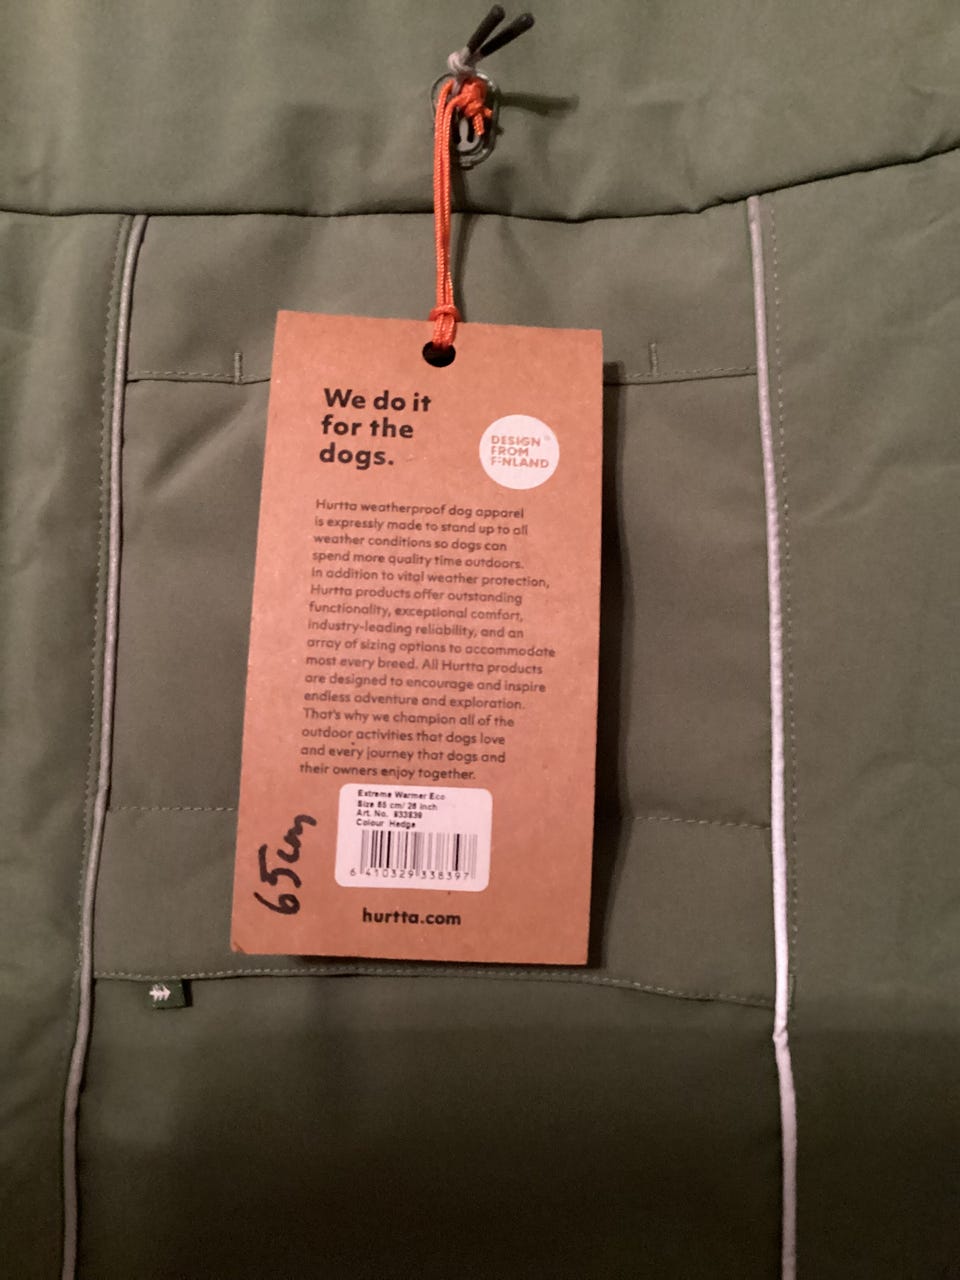 We do it
for the
dogs.
DESIGN ®
FROM
FINLAND
Hurtta weatherproof dog apparel
is expressly made to stand up to all
weather conditions so dogs can
spend more quality time outdoors.
In addition to vital weather protection,
Hurtta products offer outstanding
functionality, exceptional comfort,
industry-leading reliability, and an
array of sizing options to accommodate
most every breed. All Hurtta products
are designed to encourage and inspire
endless adventure and exploration.
That's why we champion all of the
outdoor activities that dogs love
and every journey that dogs and
their owners enjoy together.
Extreme Warmer Eco
Size 65 cm/ 26 inch
Art. No. 933839
Colour Hedge
6 410329 338397
65cm
hurtta.com